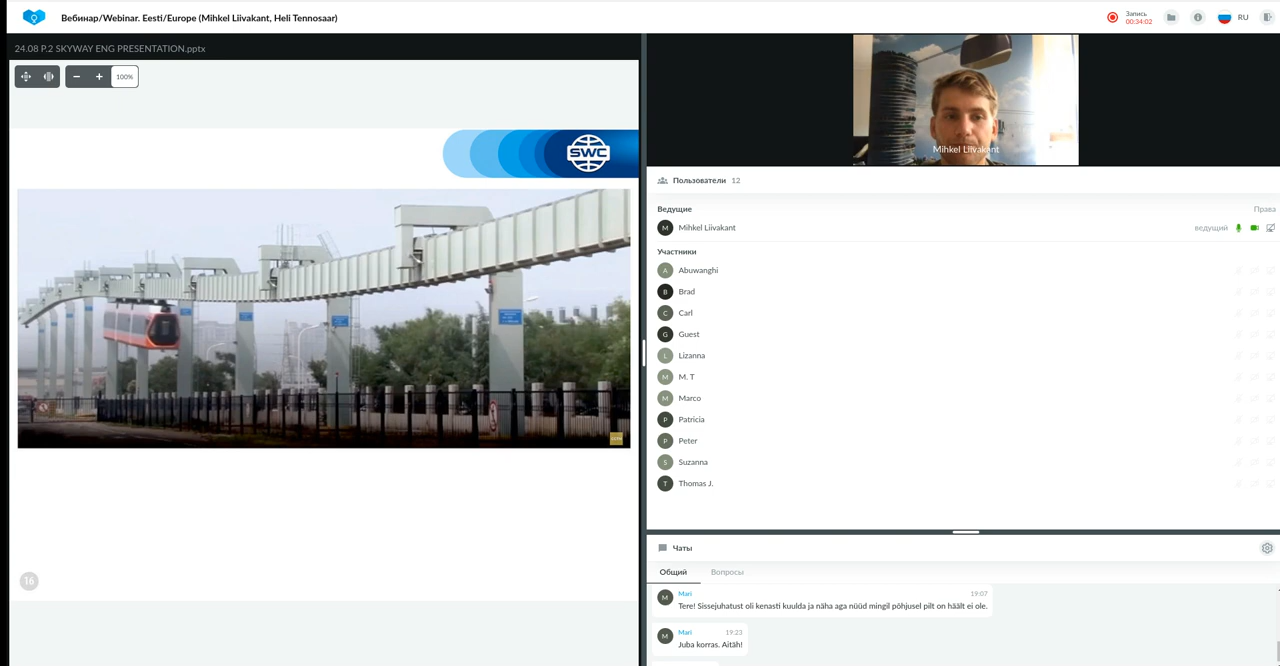 Вебинар/Webinar. Eesti/Europe (Mihkel Liivakant, Heli Tennosaar)
Запись
00:34:02
RU
24.08 P.2 SKYWAY ENG PRESENTATION.pptx
100%
SWC
16
Mihkel Liivakant
Пользователи 12
Ведущие Права
M Mihkel Liivakant ведущий
Участники
A Abuwanghi
B Brad
C Carl
G Guest
L Lizanna
M M. T
M Marco
P Patricia
P Peter
S Suzanna
T Thomas J.
Чаты
Общий Вопросы
M Mari 19:07
Tere! Sissejuhatust oli kenasti kuulda ja näha aga nüüd mingil põhjusel pilt on häält ei ole.
M Mari 19:23
Juba korras. Aitäh!